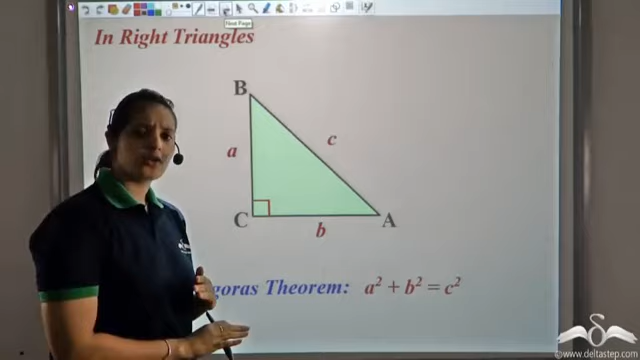 Next Page
In Right Triangles
B
a
c
C
b
A
goras Theorem: a² + b² = c²
©www.deltastep.com